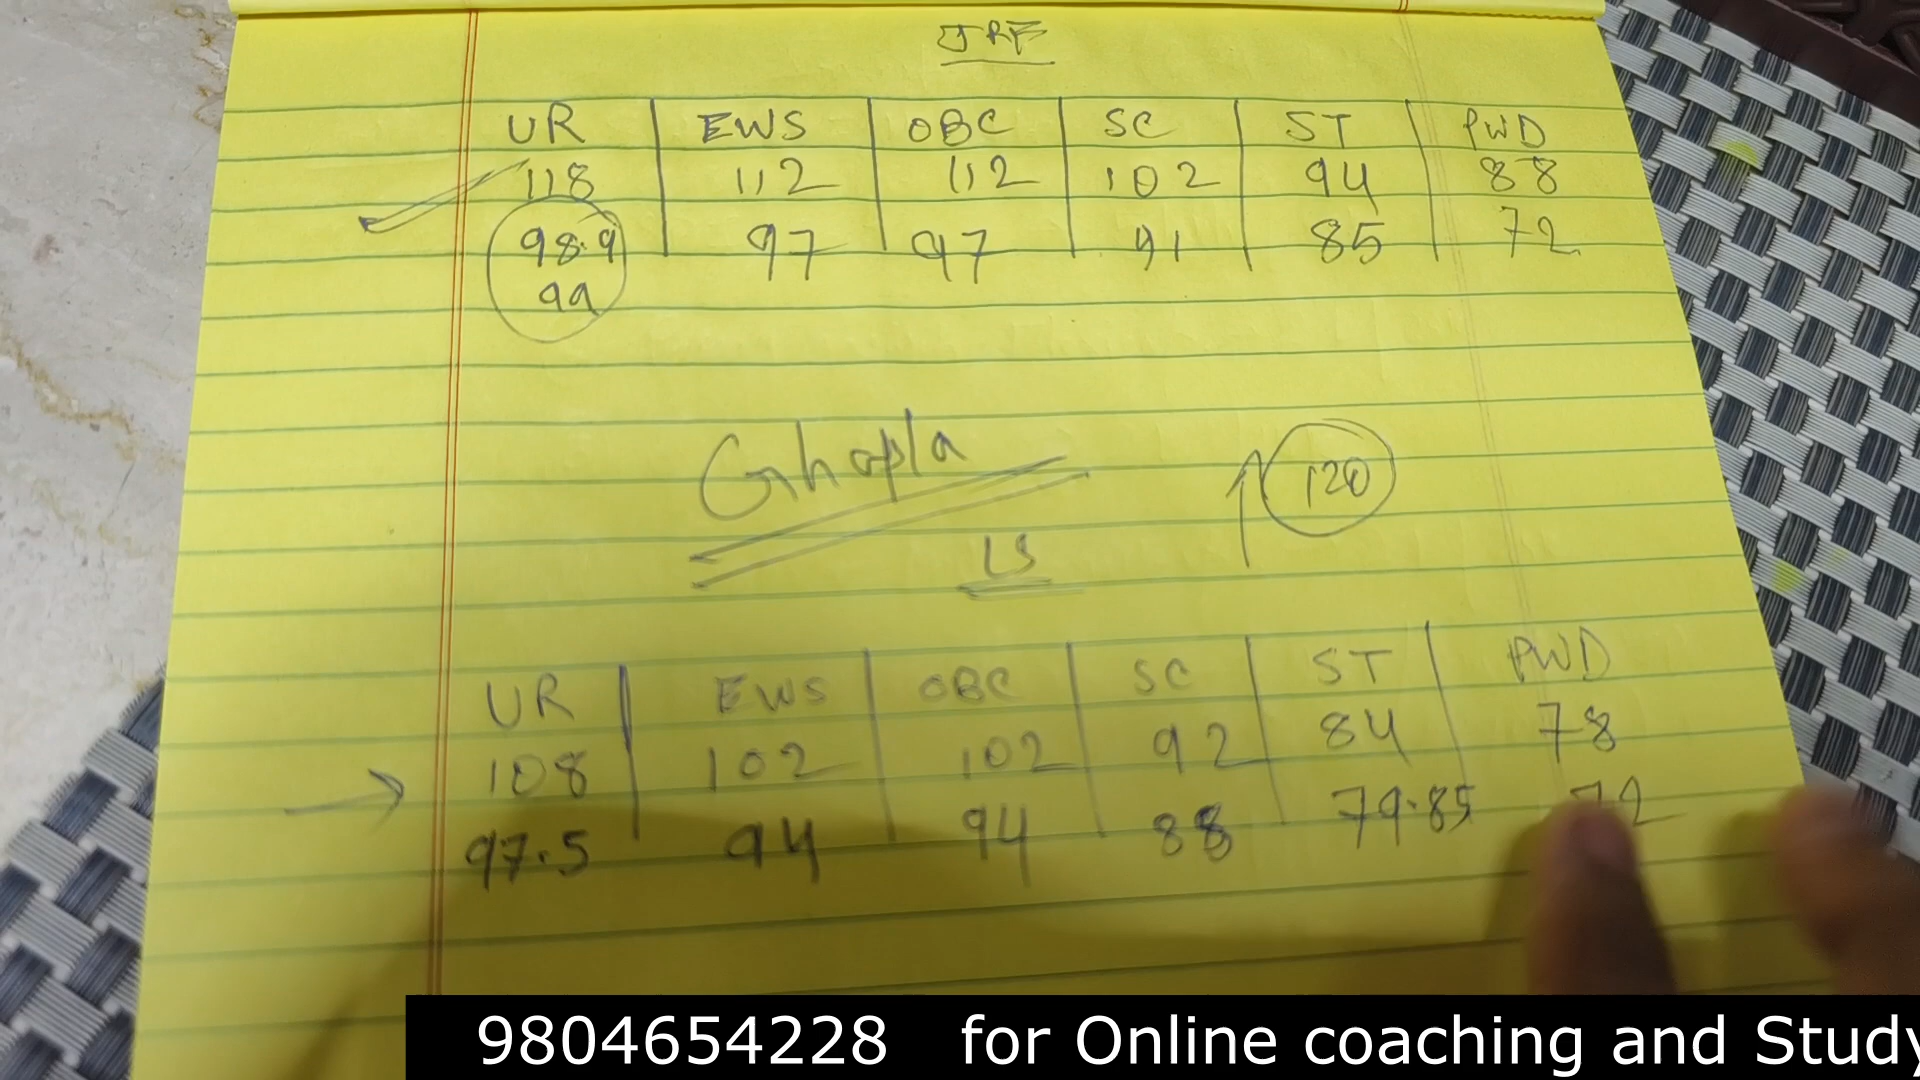 JRF
UR EWS OBC SC ST PWD
118 112 112 102 94 88
98.9 97 97 91 85 72
99
Ghapla
120
LS
UR EWS OBC SC ST PWD
108 102 102 92 84 78
97.5 94 94 88 79.85 72
9804654228 for Online coaching and Study